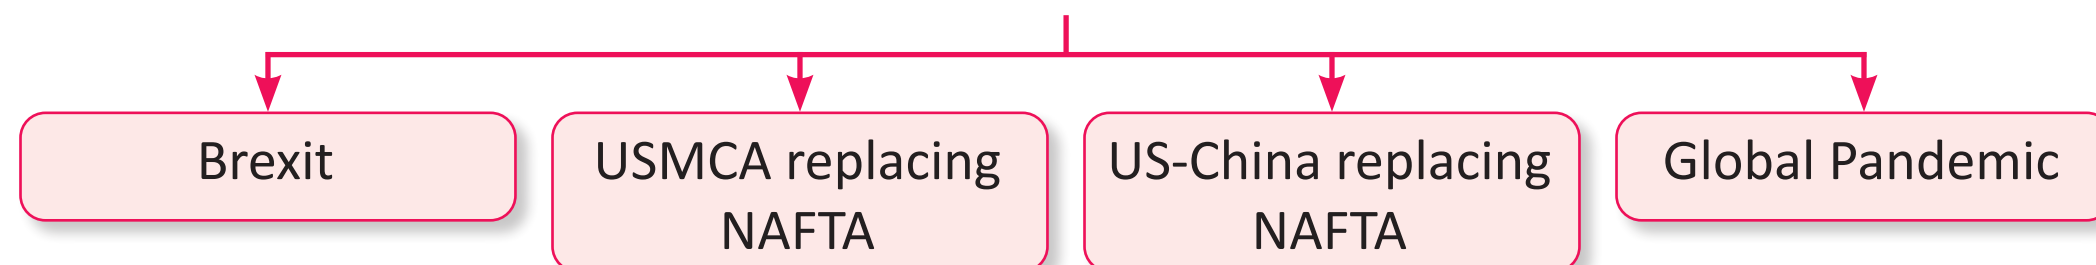 Brexit
USMCA replacing
NAFTA
US-China replacing
NAFTA
Global Pandemic